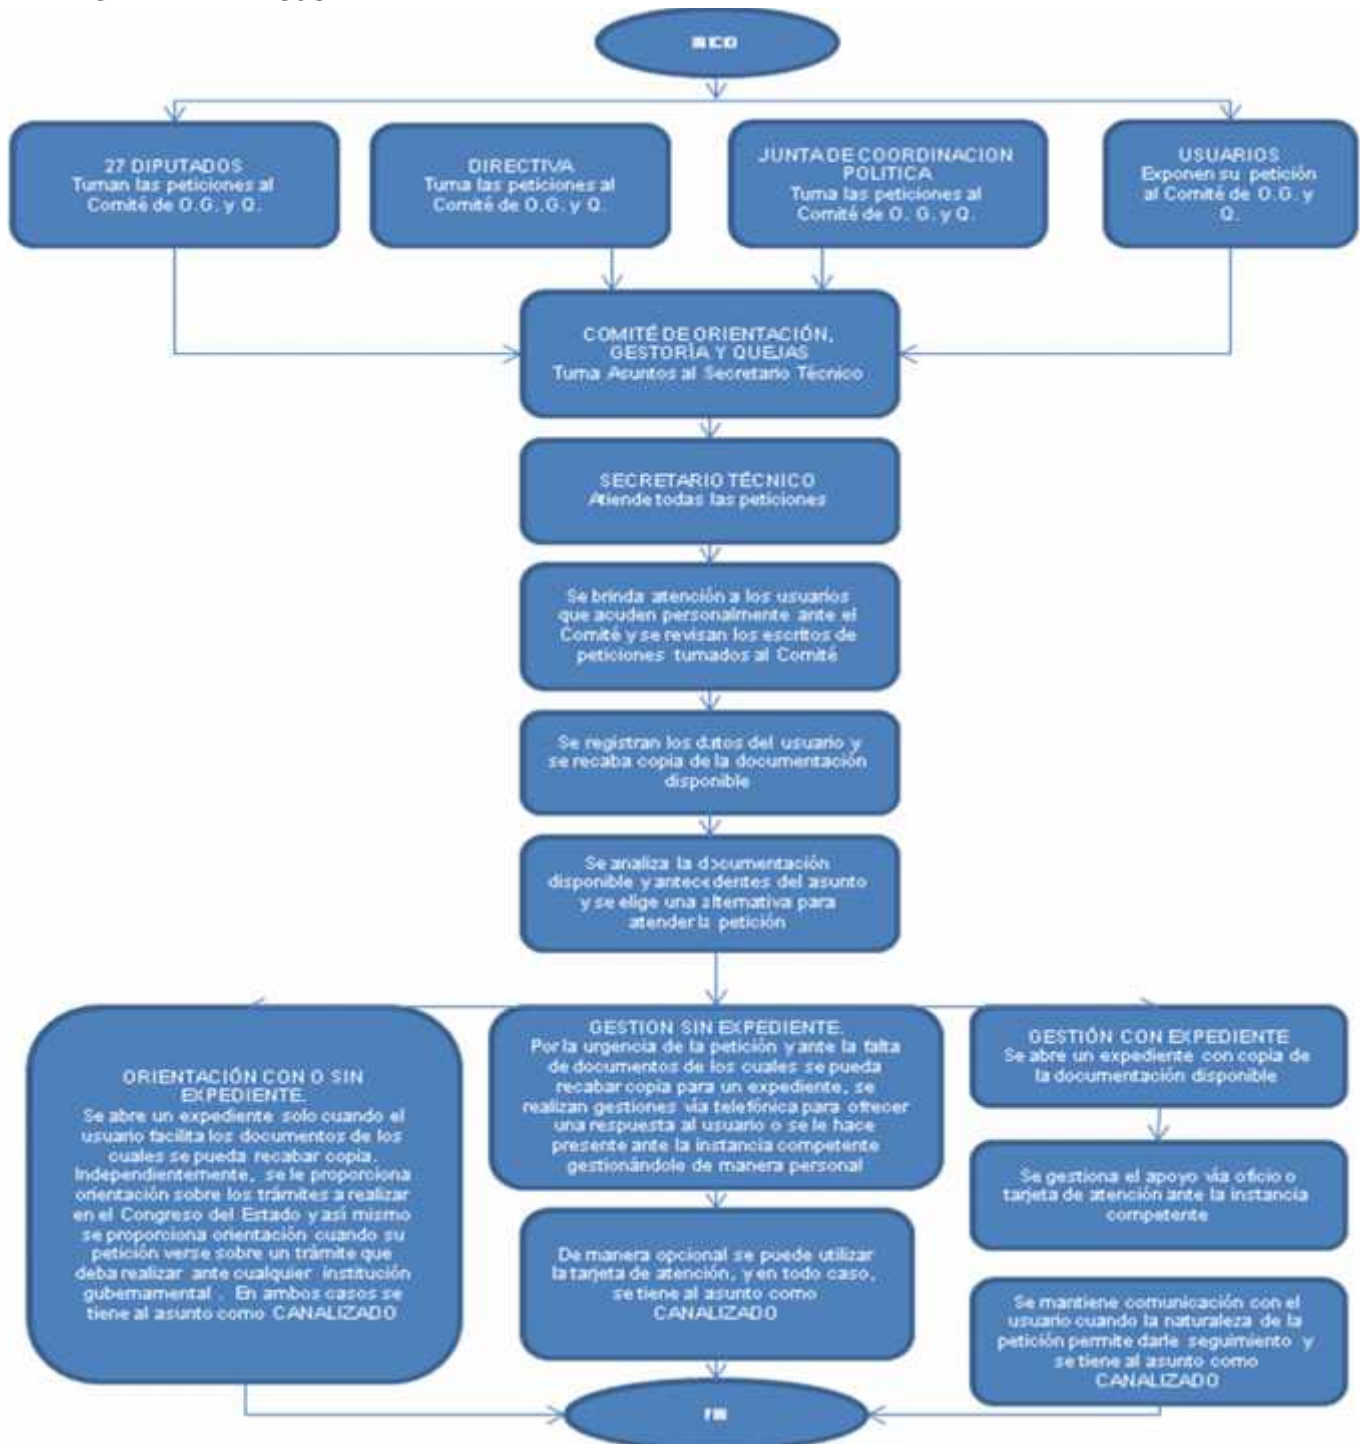 INICIO
27 DIPUTADOS
Turnan las peticiones al
Comité de O.G. y Q.
DIRECTIVA
Turna las peticiones al
Comité de O.G. y Q.
JUNTA DE COORDINACION
POLITICA
Turna las peticiones al
Comité de O. G. y Q.
USUARIOS
Exponen su petición
al Comité de O.G. y
Q.
COMITÉ DE ORIENTACIÓN,
GESTORÍA Y QUEJAS
Turna Asuntos al Secretario Técnico
SECRETARIO TÉCNICO
Atiende todas las peticiones
Se brinda atención a los usuarios
que acuden personalmente ante el
Comité y se revisan los escritos de
peticiones turnados al Comité
Se registran los datos del usuario y
se recaba copia de la documentación
disponible
Se analiza la documentación
disponible y antecedentes del asunto
y se elige una alternativa para
atender la petición
ORIENTACIÓN CON O SIN
EXPEDIENTE.
Se abre un expediente solo cuando el
usuario facilita los documentos de los
cuales se pueda recabar copia.
Independientemente, se le proporciona
orientación sobre los trámites a realizar
en el Congreso del Estado y así mismo
se proporciona orientación cuando su
petición verse sobre un trámite que
deba realizar ante cualquier institución
gubernamental . En ambos casos se
tiene al asunto como CANALIZADO
GESTION SIN EXPEDIENTE.
Por la urgencia de la petición y ante la falta
de documentos de los cuales se pueda
recabar copia para un expediente, se
realizan gestiones vía telefónica para ofrecer
una respuesta al usuario o se le hace
presente ante la instancia competente
gestionándole de manera personal
De manera opcional se puede utilizar
la tarjeta de atención, y en todo caso,
se tiene al asunto como
CANALIZADO
GESTIÓN CON EXPEDIENTE
Se abre un expediente con copia de
la documentación disponible
Se gestiona el apoyo vía oficio o
tarjeta de atención ante la instancia
competente
Se mantiene comunicación con el
usuario cuando la naturaleza de la
petición permite darle seguimiento y
se tiene al asunto como
CANALIZADO
FIN